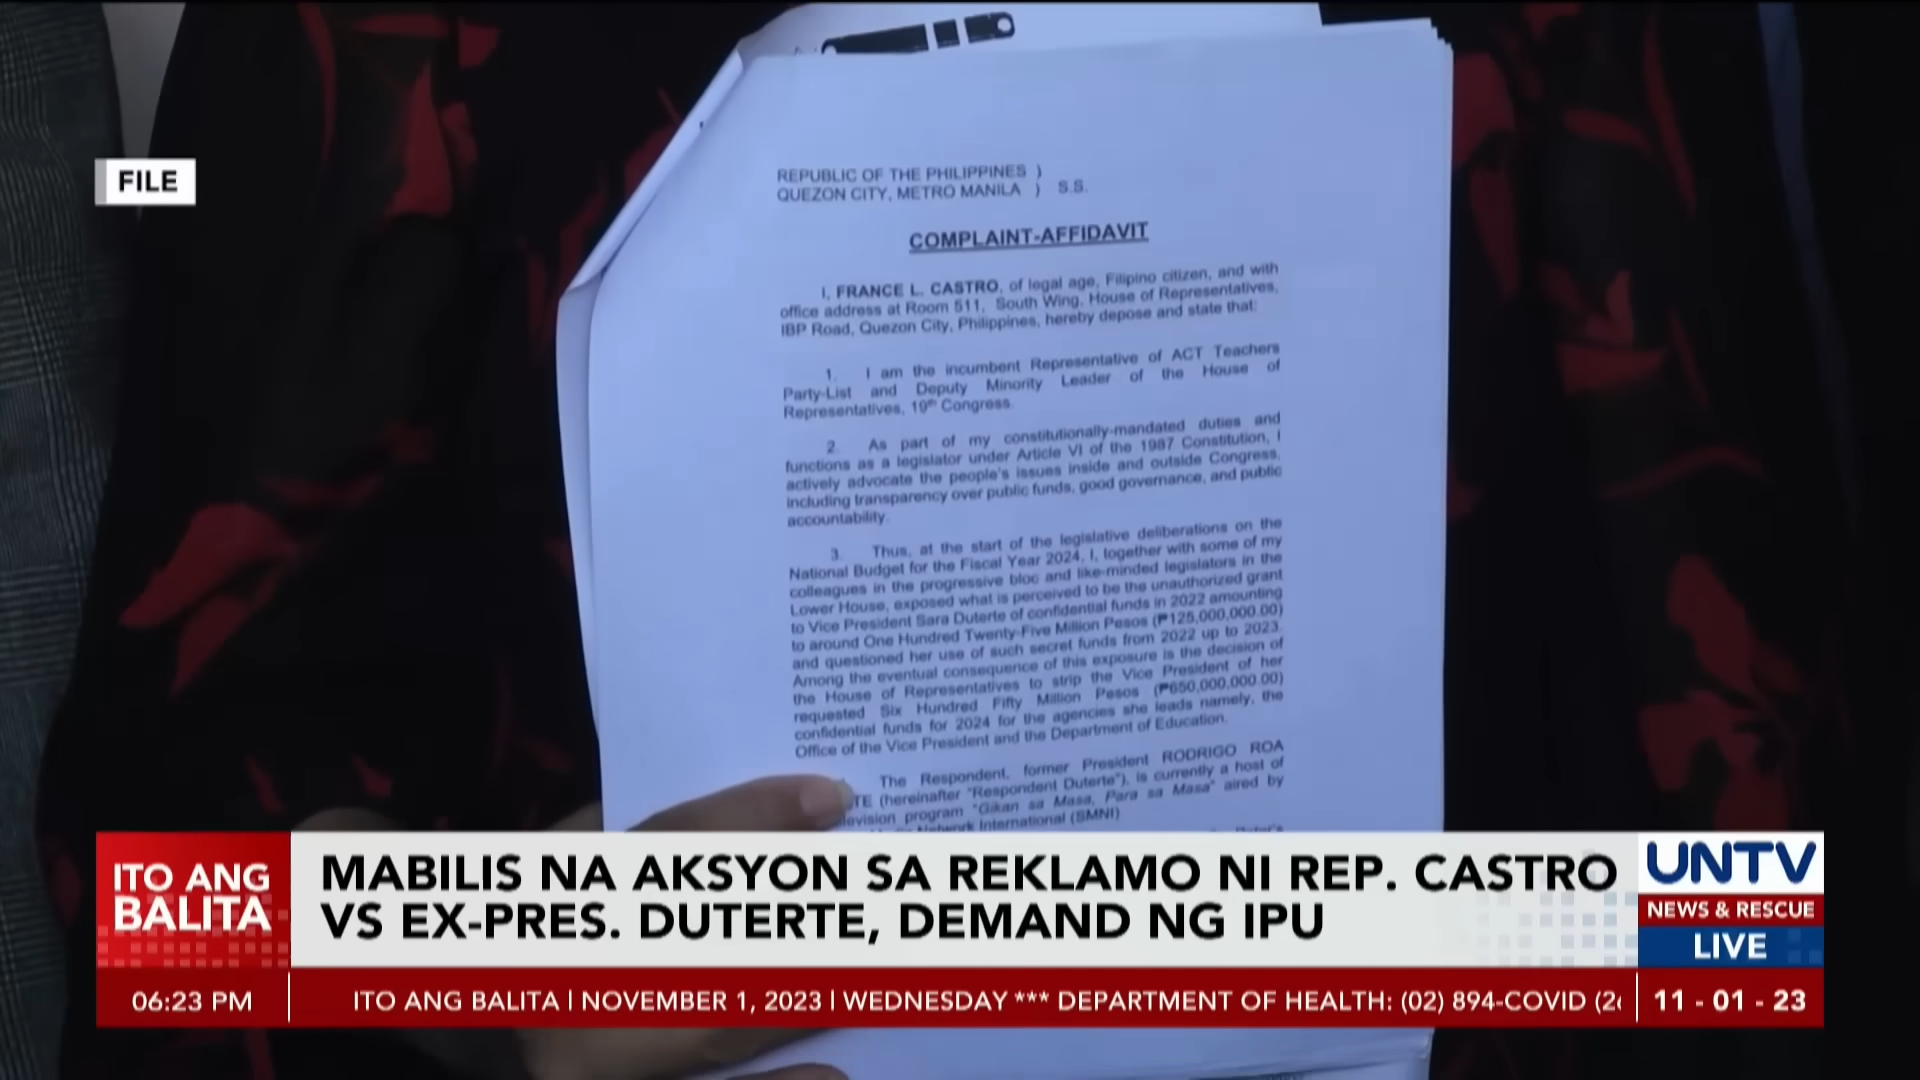 FILE
REPUBLIC OF THE PHILIPPINES )
QUEZON CITY, METRO MANILA ) S.S.
COMPLAINT-AFFIDAVIT
I, FRANCE L. CASTRO, of legal age, Filipino citizen, and with
office address at Room 511, South Wing, House of Representatives,
IBP Road, Quezon City, Philippines, hereby depose and state that:
1. I am the incumbent Representative of ACT Teachers
Party-List and Deputy Minority Leader of the House of
Representatives, 19th Congress.
2. As part of my constitutionally-mandated duties and
functions as a legislator under Article VI of the 1987 Constitution, I
actively advocate the people's issues inside and outside Congress,
including transparency over public funds, good governance, and public
accountability.
3. Thus, at the start of the legislative deliberations on the
National Budget for the Fiscal Year 2024, I, together with some of my
colleagues in the progressive bloc and like-minded legislators in the
Lower House, exposed what is perceived to be the unauthorized grant
to Vice President Sara Duterte of confidential funds in 2022 amounting
to around One Hundred Twenty-Five Million Pesos (₱125,000,000.00)
and questioned her use of such secret funds from 2022 up to 2023.
Among the eventual consequence of this exposure is the decision of
the House of Representatives to strip the Vice President of her
requested Six Hundred Fifty Million Pesos (₱650,000,000.00)
confidential funds for 2024 for the agencies she leads namely, the
Office of the Vice President and the Department of Education.
The Respondent, former President RODRIGO ROA
TE (hereinafter "Respondent Duterte"), is currently a host of
levision program "Gikan sa Masa, Para sa Masa" aired by
Network International (SMNI)
ITO ANG
BALITA
MABILIS NA AKSYON SA REKLAMO NI REP. CASTRO
VS EX-PRES. DUTERTE, DEMAND NG IPU
UNTV
NEWS & RESCUE
LIVE
06:23 PM
ITO ANG BALITA | NOVEMBER 1, 2023 | WEDNESDAY *** DEPARTMENT OF HEALTH: (02) 894-COVID (2
11 - 01 - 23